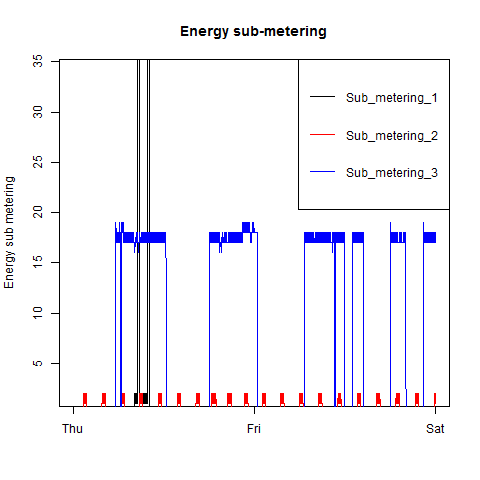 Energy sub-metering
Energy sub metering
35
30
25
20
15
10
5
Sub_metering_1
Sub_metering_2
Sub_metering_3
Thu
Fri
Sat